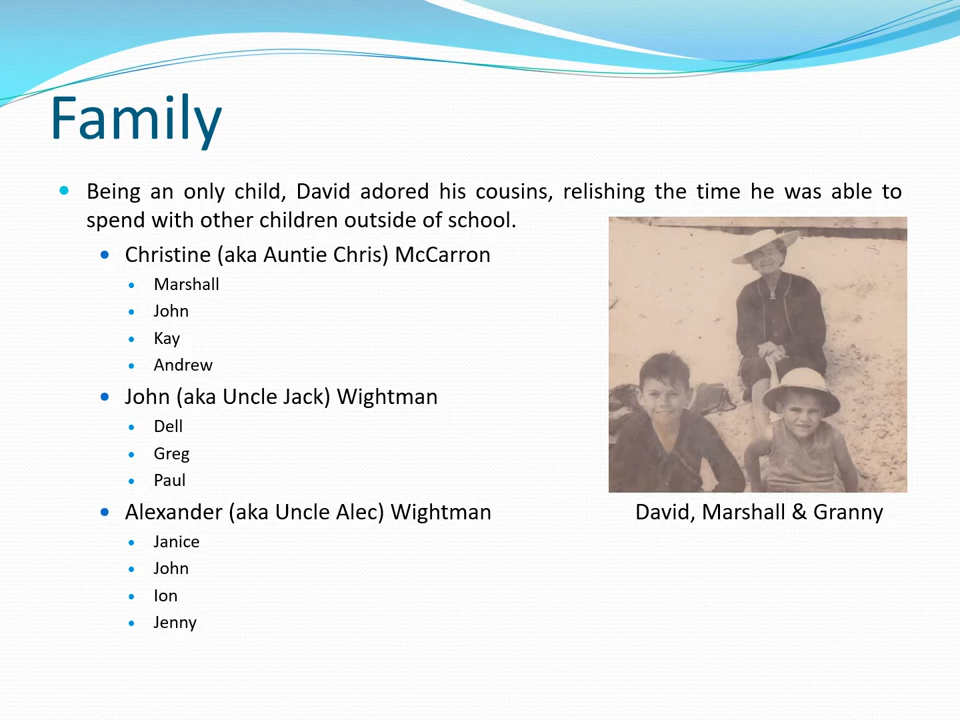 Family
Being an only child, David adored his cousins, relishing the time he was able to
spend with other children outside of school.
Christine (aka Auntie Chris) McCarron
Marshall
John
Kay
Andrew
John (aka Uncle Jack) Wightman
Dell
Greg
Paul
Alexander (aka Uncle Alec) Wightman
Janice
John
Ion
Jenny
David, Marshall & Granny